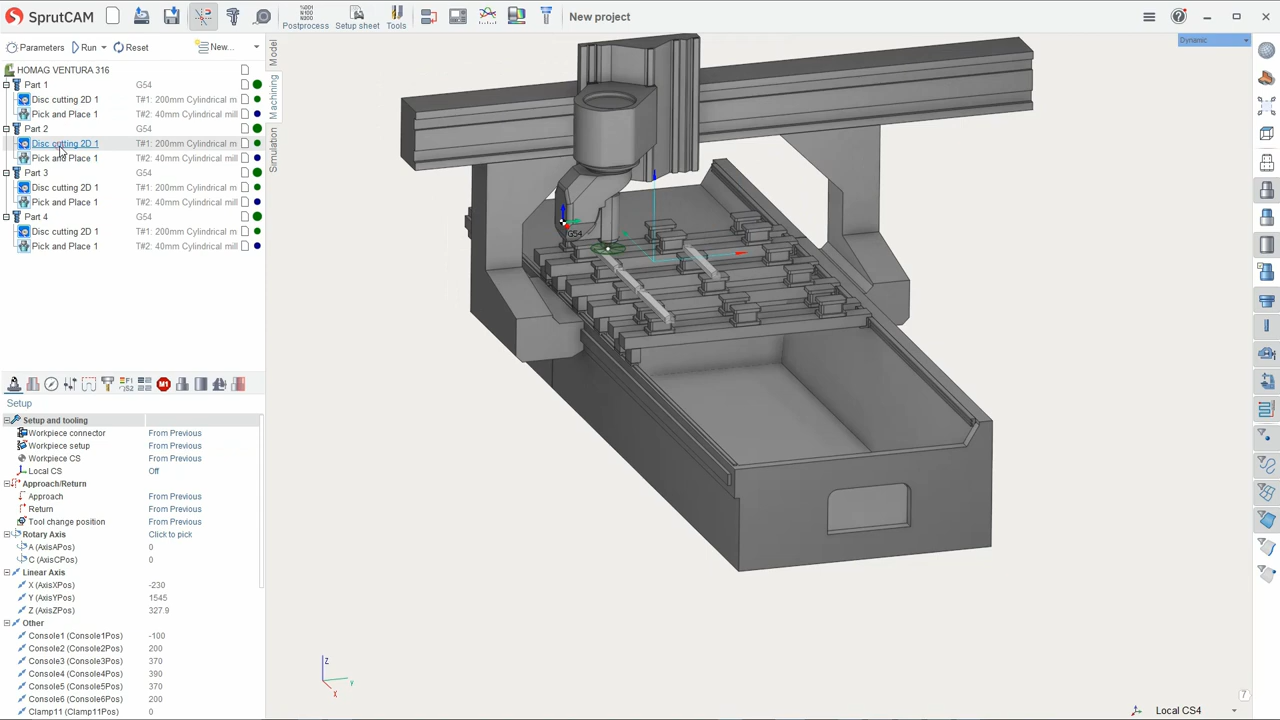 SprutCAM
Postprocess
Setup sheet
Tools
New project
Parameters
Run
Reset
New...
Dynamic
Model
Machining
Simulation
HOMAG VENTURA 316
Part 1 G54
Disc cutting 2D 1 T#1: 200mm Cylindrical m
Pick and Place 1 T#2: 40mm Cylindrical mill
Part 2 G54
Disc cutting 2D 1 T#1: 200mm Cylindrical m
Pick and Place 1 T#2: 40mm Cylindrical mill
Part 3 G54
Disc cutting 2D 1 T#1: 200mm Cylindrical m
Pick and Place 1 T#2: 40mm Cylindrical mill
Part 4 G54
Disc cutting 2D 1 T#1: 200mm Cylindrical m
Pick and Place 1 T#2: 40mm Cylindrical mill
G54
Setup
Setup and tooling
Workpiece connector From Previous
Workpiece setup From Previous
Workpiece CS From Previous
Local CS Off
Approach/Return
Approach From Previous
Return From Previous
Tool change position From Previous
Rotary Axis Click to pick
A (AxisAPos) 0
C (AxisCPos) 0
Linear Axis
X (AxisXPos) -230
Y (AxisYPos) 1545
Z (AxisZPos) 327.9
Other
Console1 (Console1Pos) -100
Console2 (Console2Pos) 200
Console3 (Console3Pos) 370
Console4 (Console4Pos) 390
Console5 (Console5Pos) 370
Console6 (Console6Pos) 200
Clamp11 (Clamp11Pos) 0
Z
Y
X
7
Local CS4